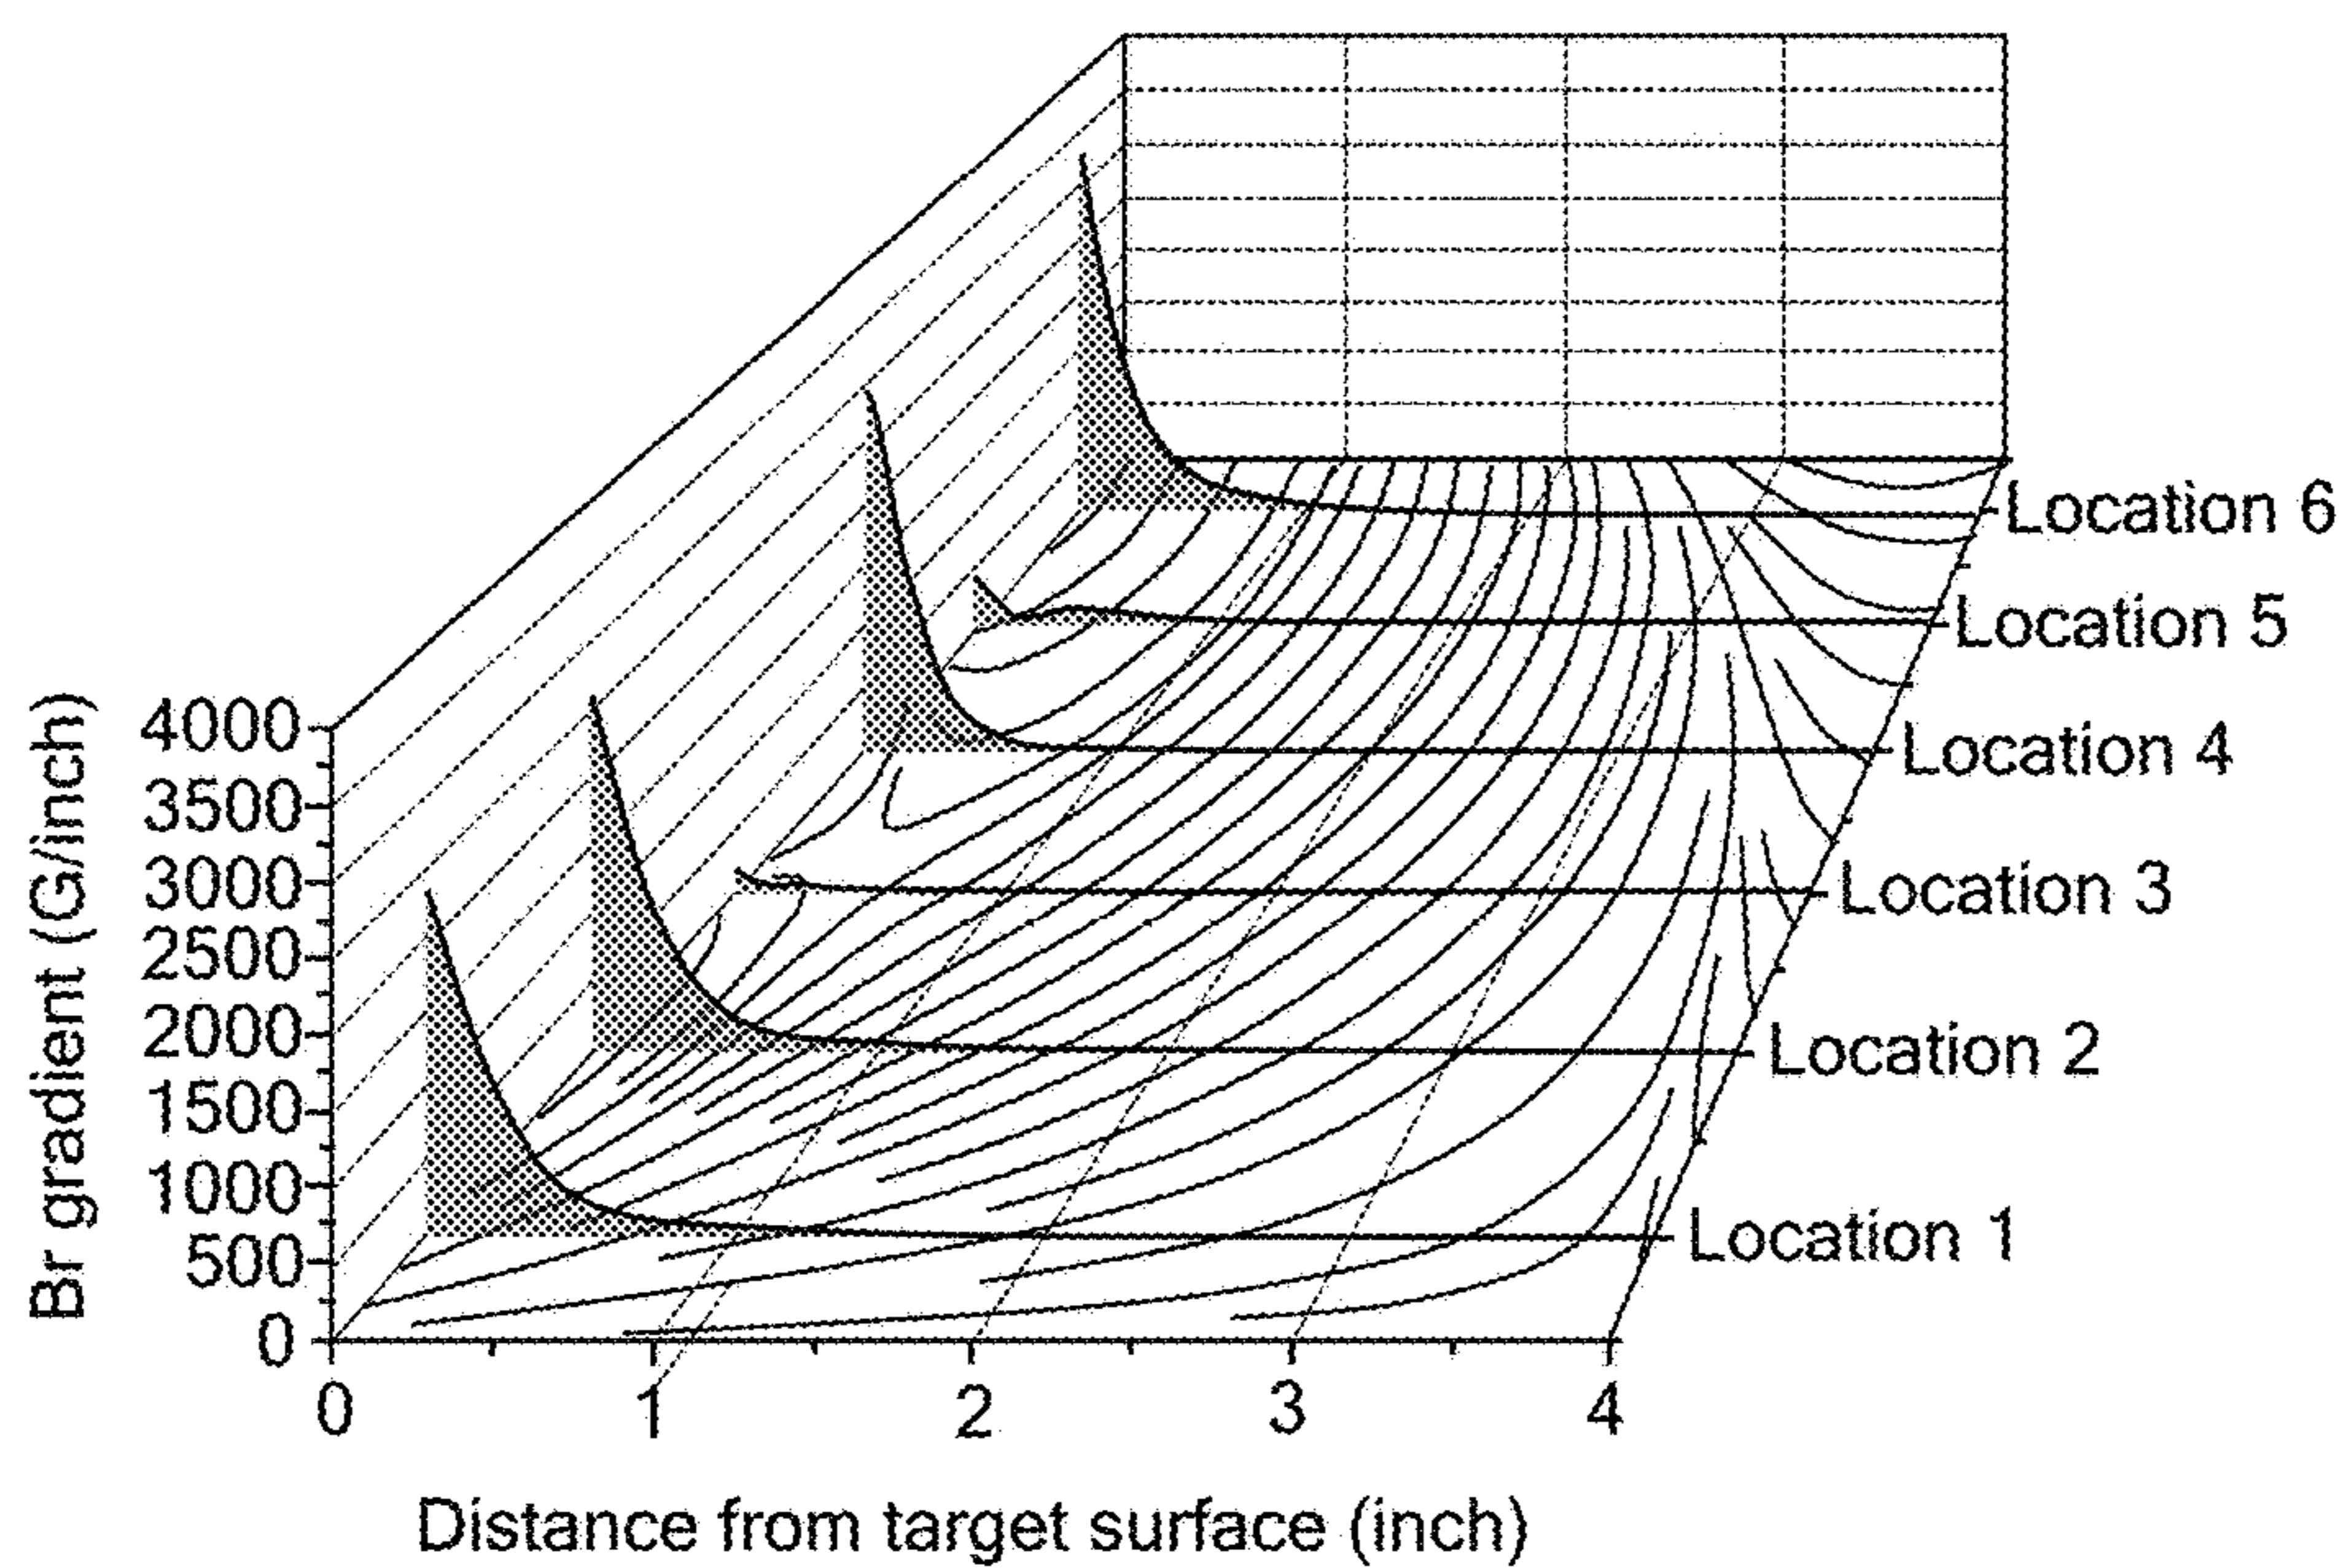 Br gradient (G/inch)
4000
3500
3000
2500
2000
1500
1000
500
0
0 1 2 3 4
Distance from target surface (inch)
Location 6
Location 5
Location 4
Location 3
Location 2
Location 1